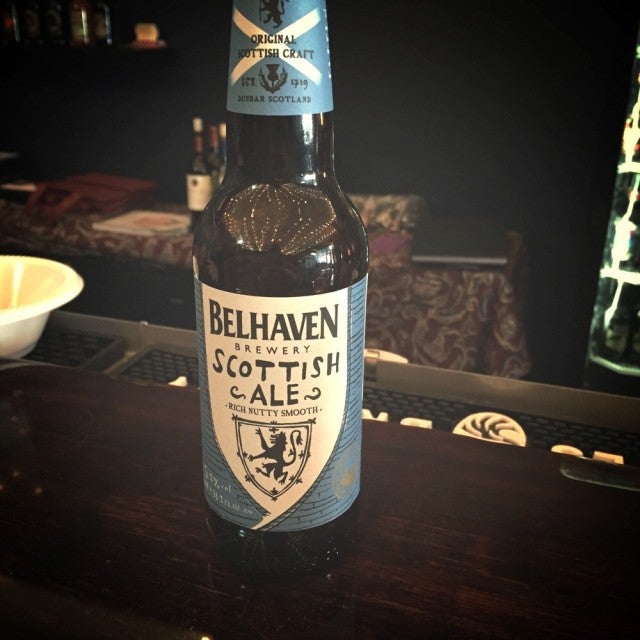 ORIGINAL
SCOTTISH CRAFT
EST. 1719
DUNBAR SCOTLAND
BELHAVEN
BREWERY
SCOTTISH
ALE
· RICH NUTTY SMOOTH ·